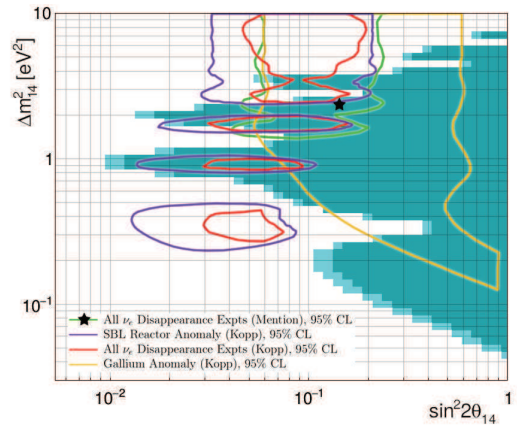 Δm²₁₄ [eV²]
10
1
10⁻¹
All νₑ Disappearance Expts (Mention), 95% CL
SBL Reactor Anomaly (Kopp), 95% CL
All νₑ Disappearance Expts (Kopp), 95% CL
Gallium Anomaly (Kopp), 95% CL
10⁻² 10⁻¹ 1
sin²2θ₁₄